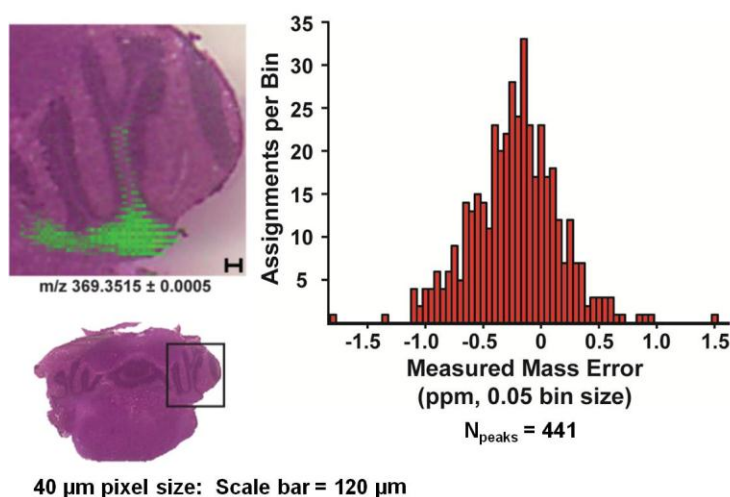 m/z 369.3515 ± 0.0005
Assignments per Bin
35
30
25
20
15
10
5
-1.5 -1.0 -0.5 0 0.5 1.0 1.5
Measured Mass Error
(ppm, 0.05 bin size)
Npeaks = 441
40 µm pixel size: Scale bar = 120 µm